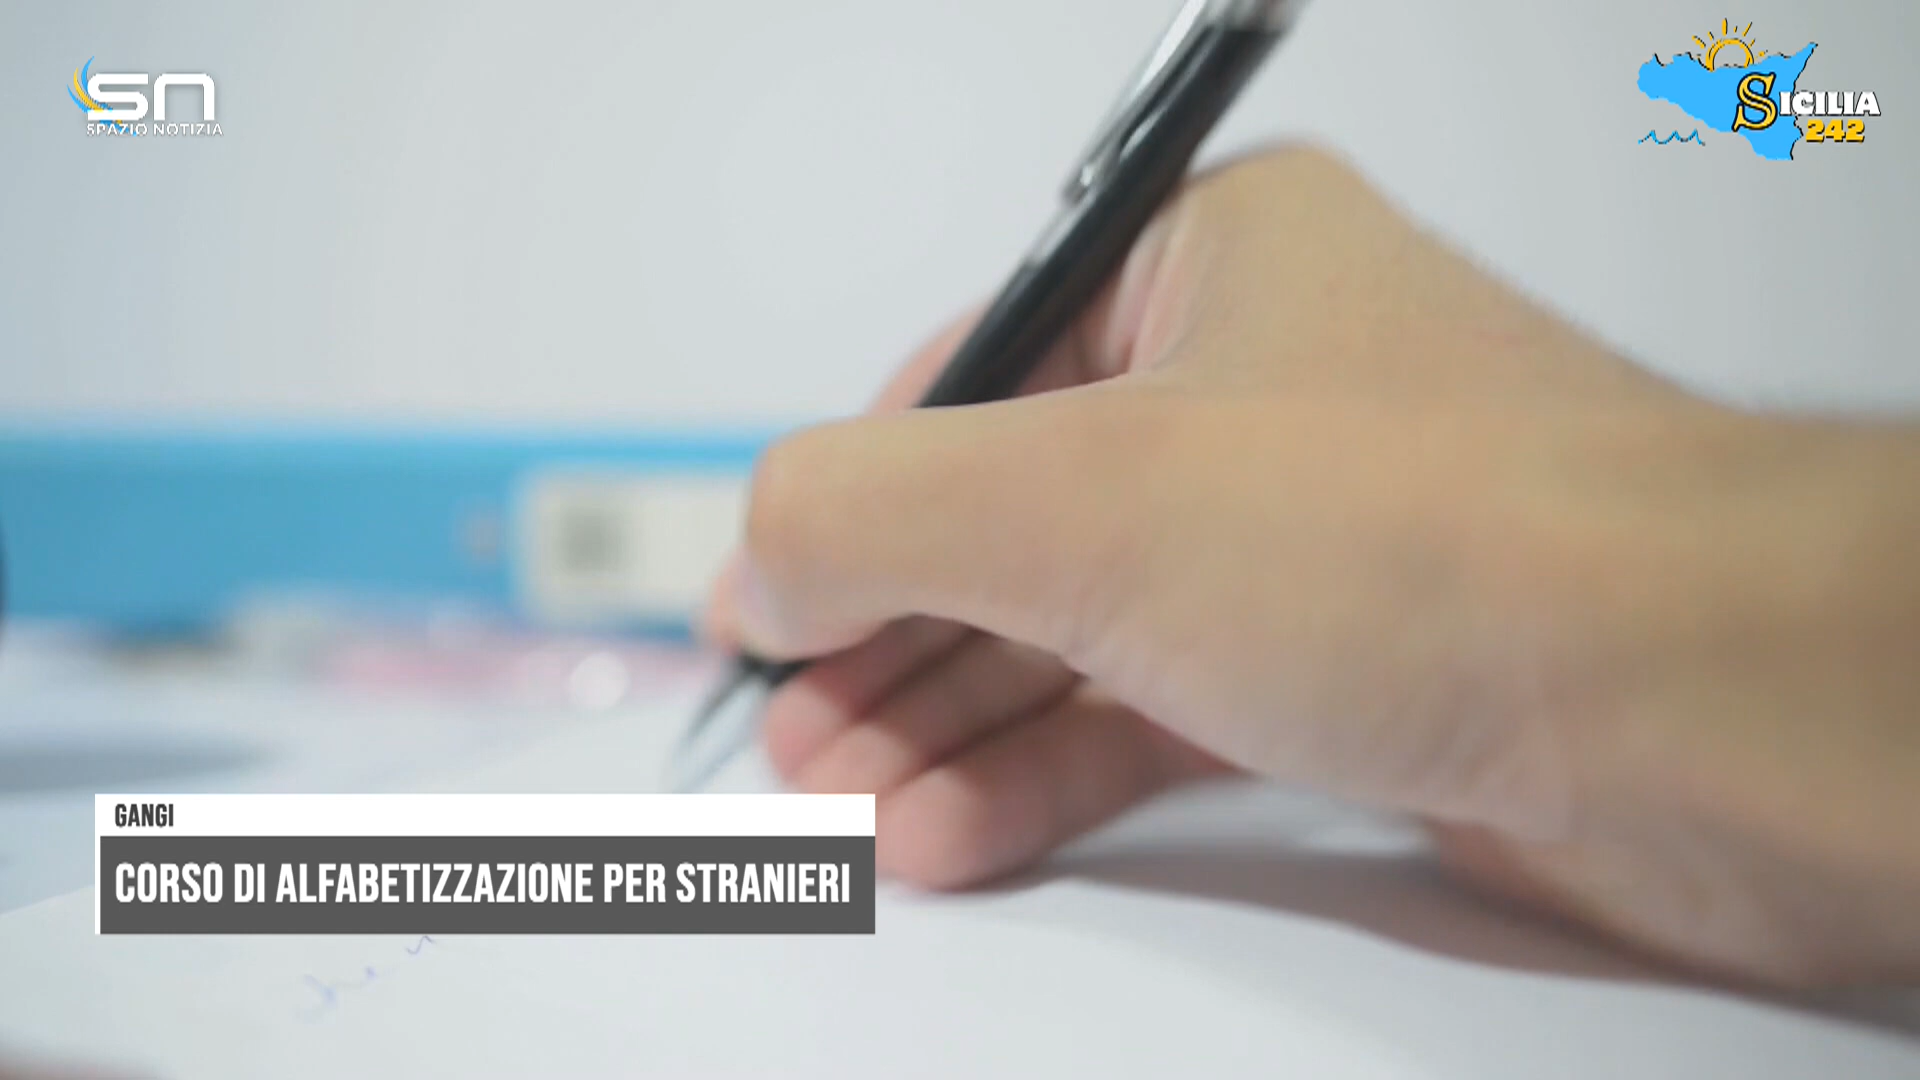 SN
SPAZIO NOTIZIA
SICILIA
242
GANGI
CORSO DI ALFABETIZZAZIONE PER STRANIERI